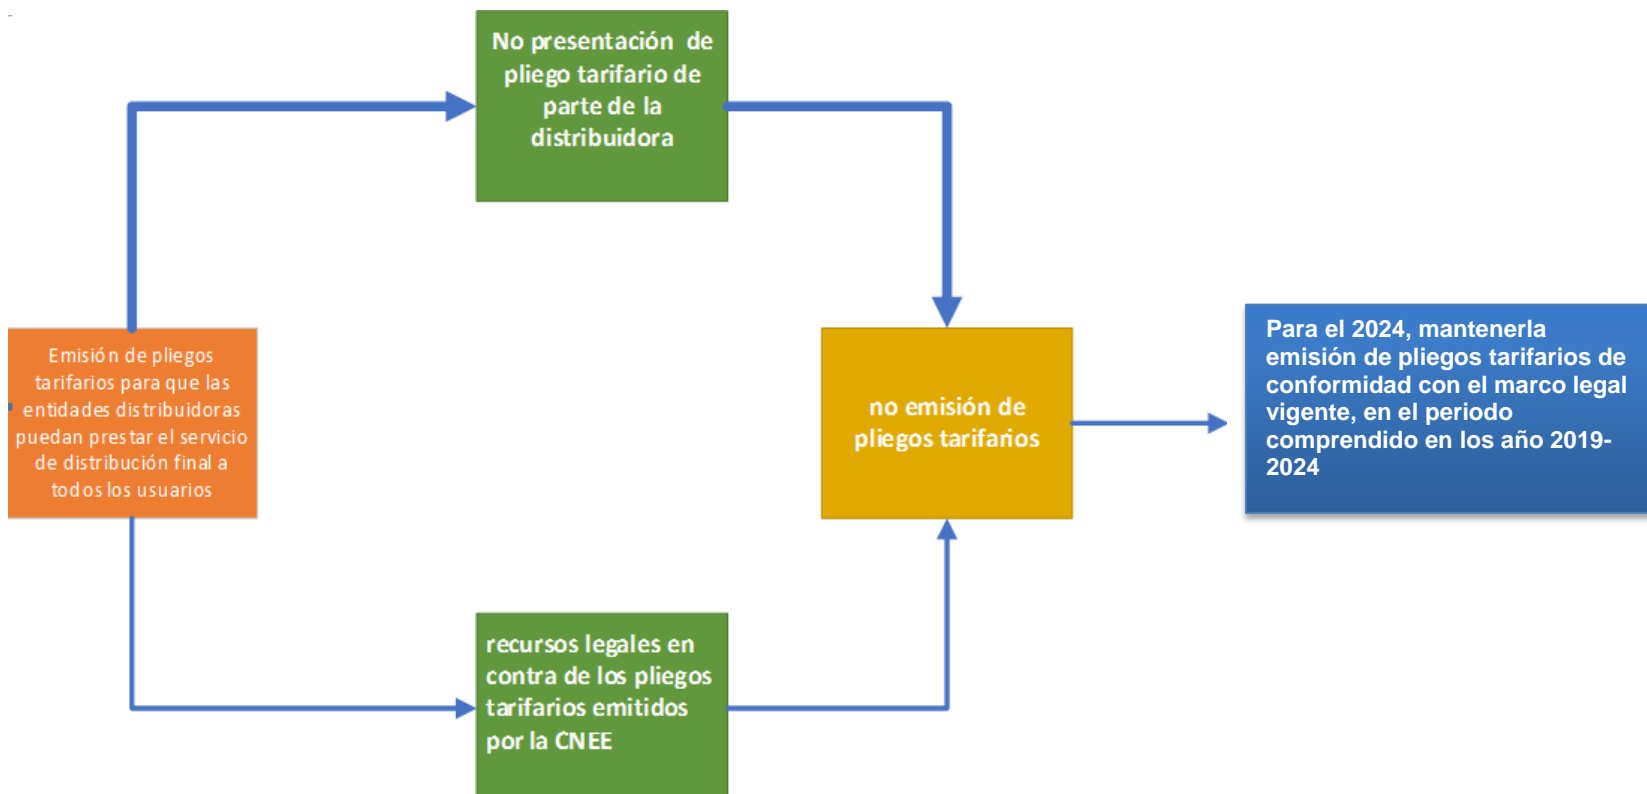 No presentación de
pliego tarifario de
parte de la
distribuidora
Emisión de pliegos
tarifarios para que las
entidades distribuidoras
puedan prestar el servicio
de distribución final a
todos los usuarios
no emisión de
pliegos tarifarios
Para el 2024, mantenerla
emisión de pliegos tarifarios de
conformidad con el marco legal
vigente, en el periodo
comprendido en los año 2019-
2024
recursos legales en
contra de los pliegos
tarifarios emitidos
por la CNEE